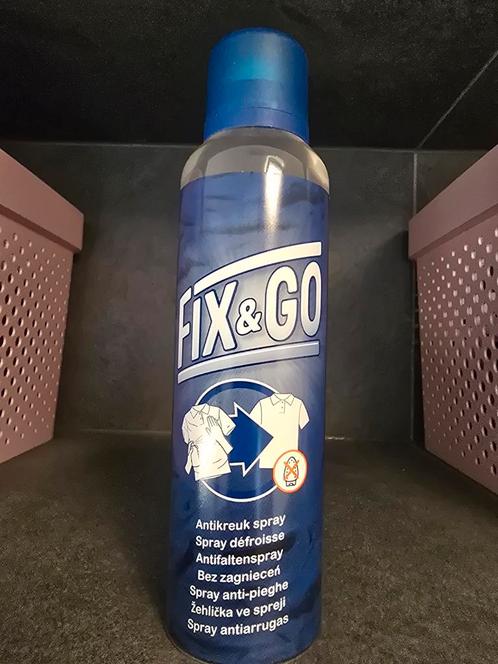 FIX&GO
Antikreuk spray
Spray défroisse
Antifaltenspray
Bez zagnieceń
Spray anti-pieghe
Žehlička ve spreji
Spray antiarrugas